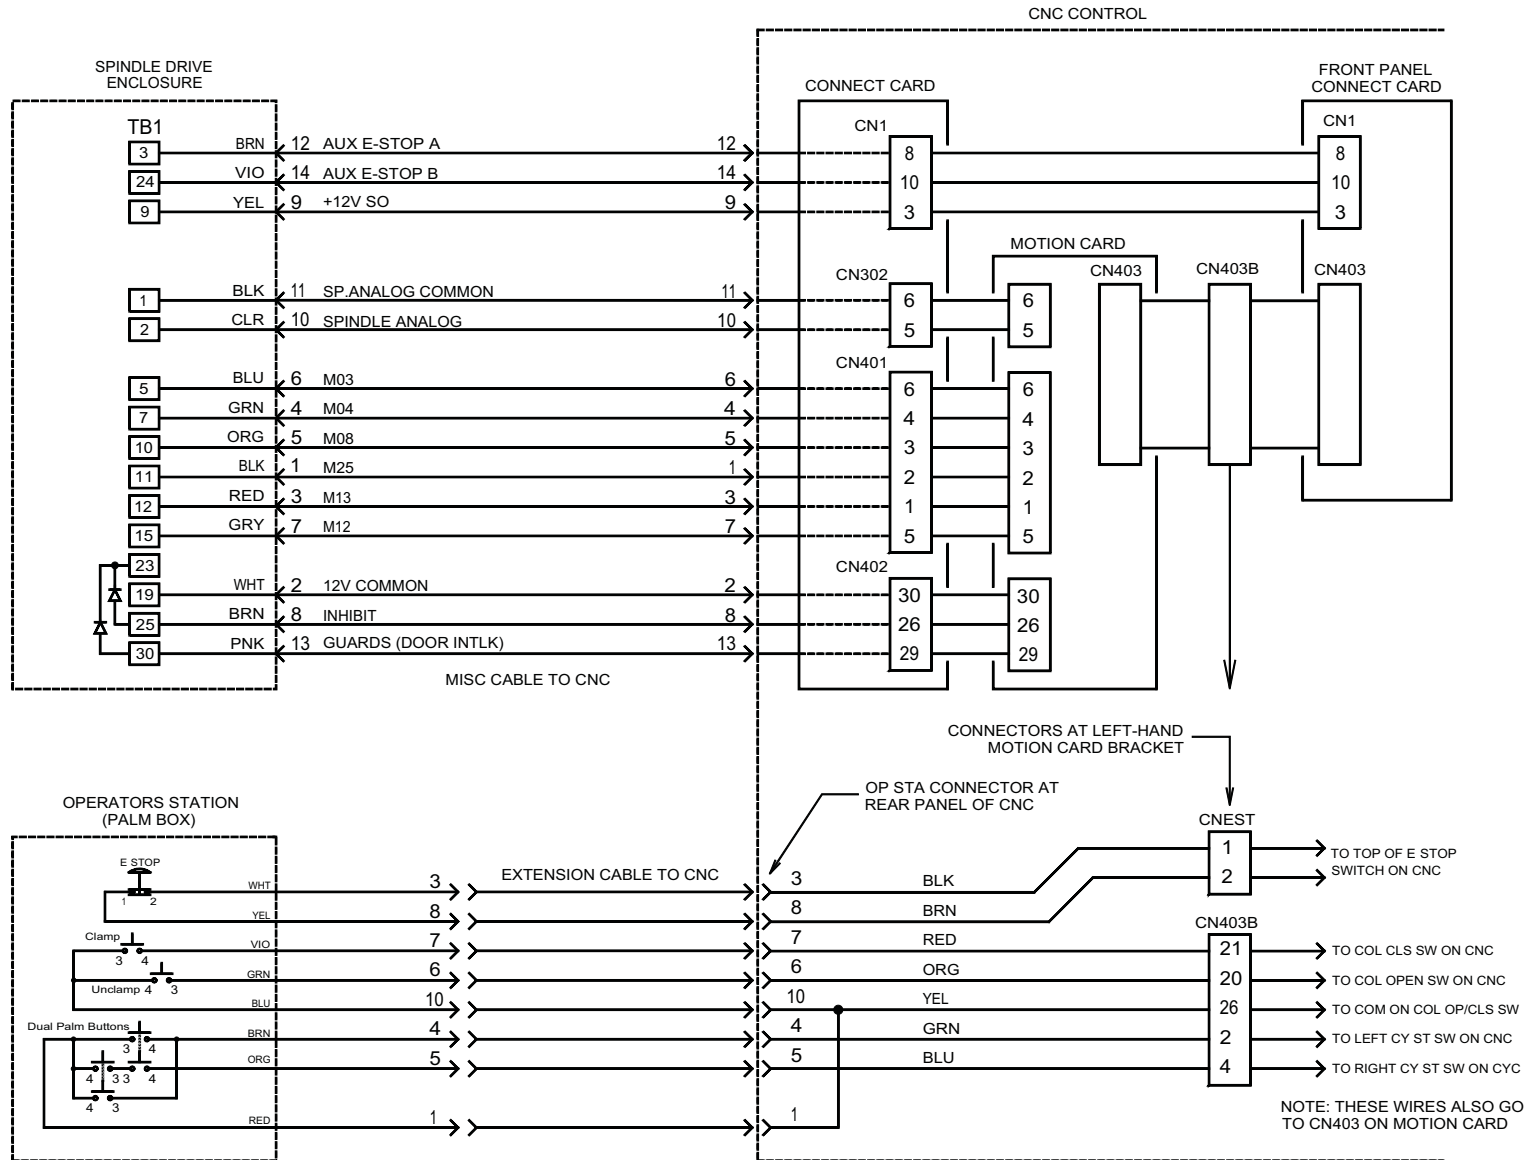 CNC CONTROL
SPINDLE DRIVE
ENCLOSURE
CONNECT CARD
FRONT PANEL
CONNECT CARD
TB1
CN1
CN1
3 BRN 12 AUX E-STOP A 12 8 8
24 VIO 14 AUX E-STOP B 14 10 10
9 YEL 9 +12V SO 9 3 3
MOTION CARD
CN302 CN403 CN403B CN403
1 BLK 11 SP.ANALOG COMMON 11 6 6
2 CLR 10 SPINDLE ANALOG 10 5 5
CN401
5 BLU 6 M03 6 6 6
7 GRN 4 M04 4 4 4
10 ORG 5 M08 5 3 3
11 BLK 1 M25 1 2 2
12 RED 3 M13 3 1 1
15 GRY 7 M12 7 5 5
23
CN402
19 WHT 2 12V COMMON 2 30 30
25 BRN 8 INHIBIT 8 26 26
30 PNK 13 GUARDS (DOOR INTLK) 13 29 29
MISC CABLE TO CNC
CONNECTORS AT LEFT-HAND
MOTION CARD BRACKET
OP STA CONNECTOR AT
REAR PANEL OF CNC
OPERATORS STATION
(PALM BOX)
CNEST
E STOP
1 2
EXTENSION CABLE TO CNC
1 TO TOP OF E STOP
2 SWITCH ON CNC
WHT 3 3 BLK
YEL 8 8 BRN
CN403B
Clamp
3 4
VIO 7 7 RED 21 TO COL CLS SW ON CNC
GRN 6 6 ORG 20 TO COL OPEN SW ON CNC
Unclamp 4 3
BLU 10 10 YEL 26 TO COM ON COL OP/CLS SW
Dual Palm Buttons
3 4
BRN 4 4 GRN 2 TO LEFT CY ST SW ON CNC
ORG 5 5 BLU 4 TO RIGHT CY ST SW ON CYC
4 3 3 4
4 3
RED 1 1
NOTE: THESE WIRES ALSO GO
TO CN403 ON MOTION CARD